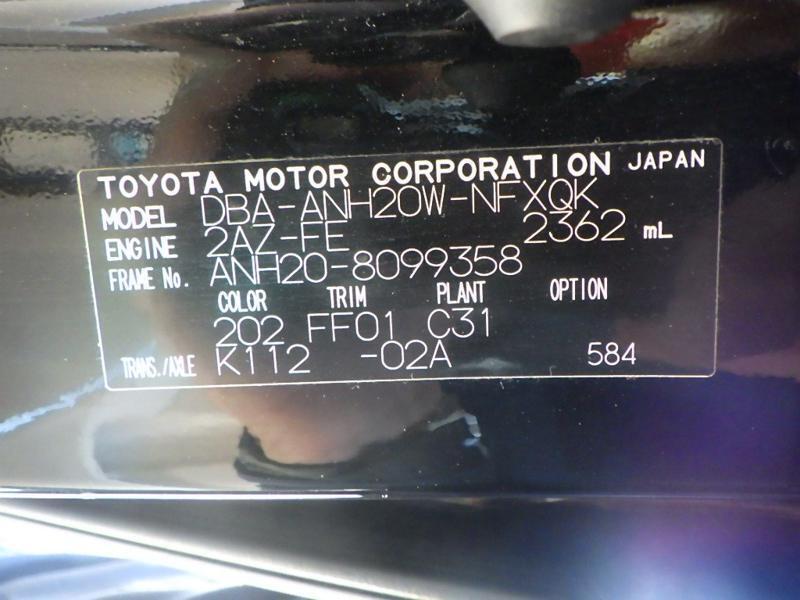 TOYOTA MOTOR CORPORATION JAPAN
MODEL DBA-ANH20W-NFXQK
ENGINE 2AZ-FE 2362 mL
FRAME No. ANH20-8099358
COLOR TRIM PLANT OPTION
202 FF01 C31
TRANS./AXLE K112 -02A 584